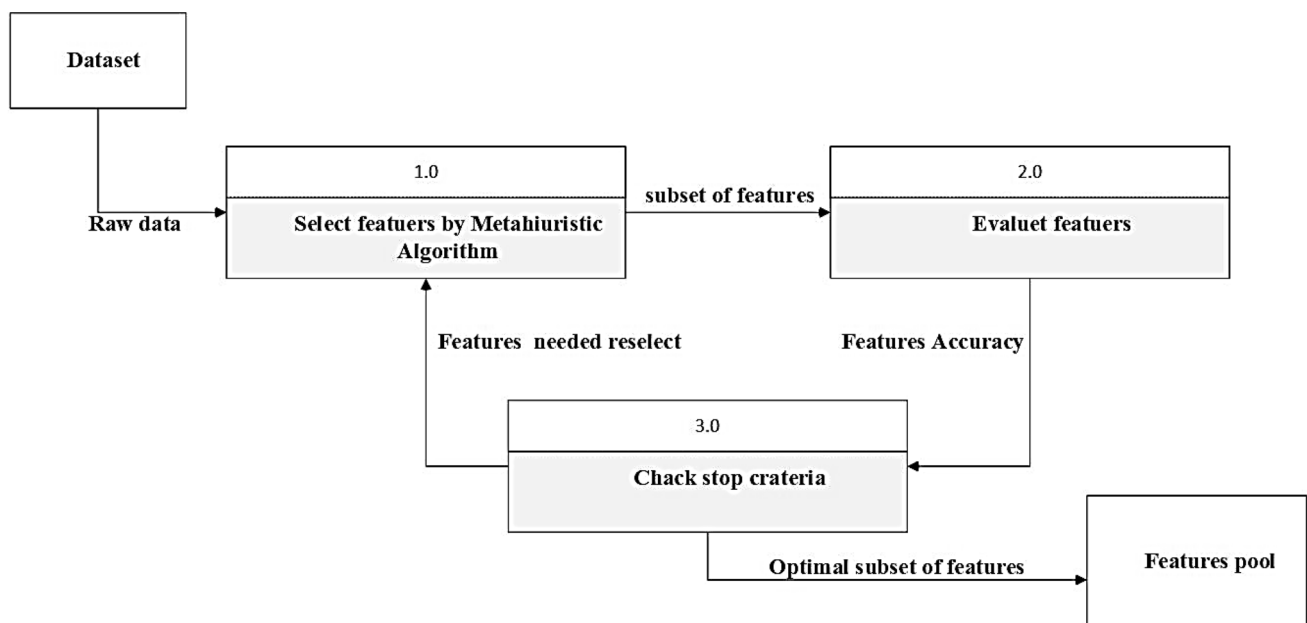 Dataset
Raw data
1.0
Select featuers by Metahiuristic
Algorithm
subset of features
2.0
Evaluet featuers
Features  needed reselect
Features Accuracy
3.0
Chack stop crateria
Optimal subset of features
Features pool